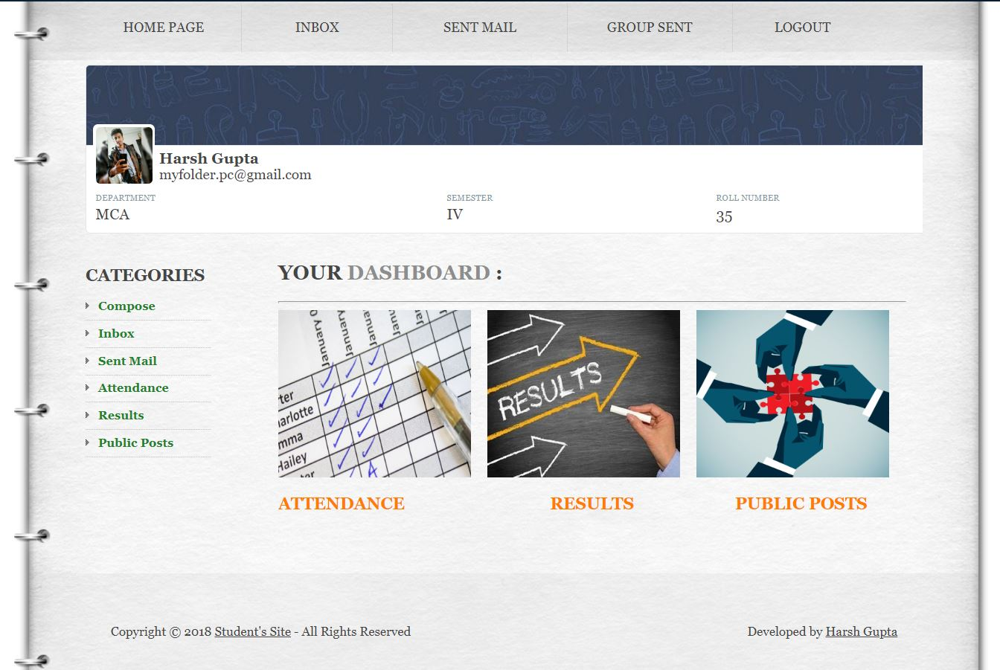 HOME PAGE INBOX SENT MAIL GROUP SENT LOGOUT
Harsh Gupta
myfolder.pc@gmail.com
DEPARTMENT SEMESTER ROLL NUMBER
MCA IV 35
CATEGORIES
Compose
Inbox
Sent Mail
Attendance
Results
Public Posts
YOUR DASHBOARD :
January 0
January
January
Janu
Jan
Ja
ter
arlotte
mma
Hailey
ter
RESULTS
ATTENDANCE RESULTS PUBLIC POSTS
Copyright © 2018 Student's Site - All Rights Reserved
Developed by Harsh Gupta